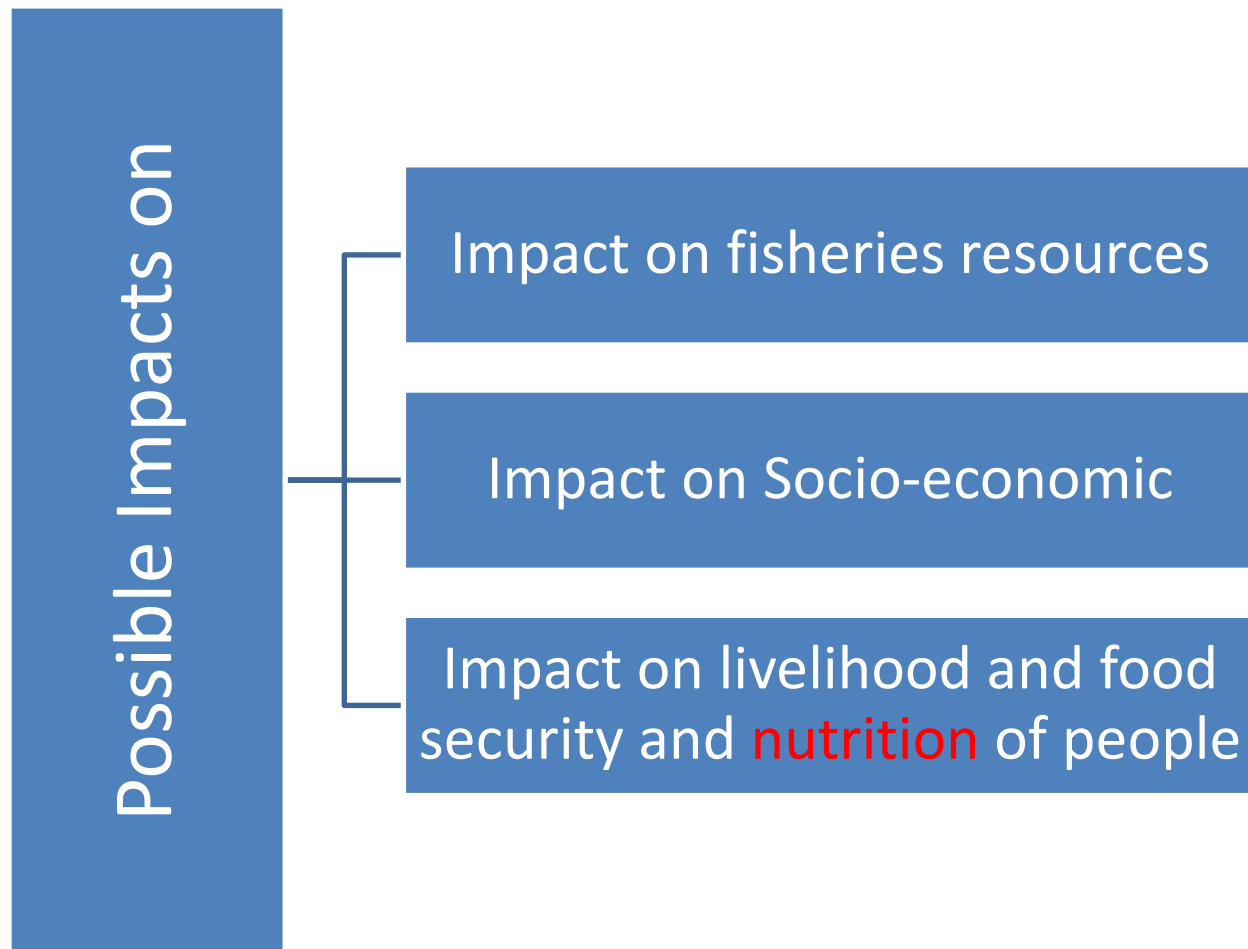 Possible Impacts on
Impact on fisheries resources
Impact on Socio-economic
Impact on livelihood and food
security and nutrition of people